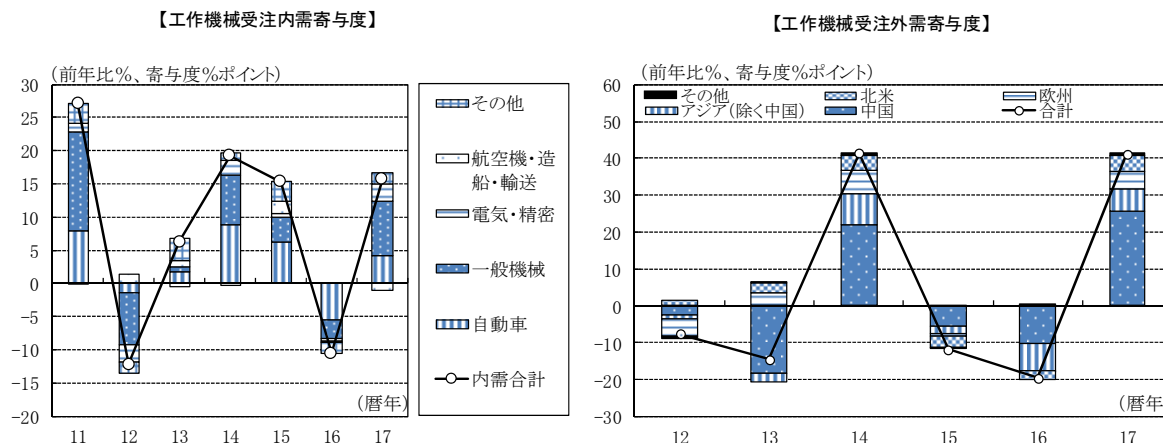 【工作機械受注内需寄与度】
(前年比%、寄与度%ポイント)
30
25
20
15
10
5
0
-5
-10
-15
-20
11 12 13 14 15 16 17
(暦年)
その他
航空機・造
船・輸送
電気・精密
一般機械
自動車
内需合計
【工作機械受注外需寄与度】
(前年比%、寄与度%ポイント)
60
50
40
30
20
10
0
-10
-20
-30
その他 北米 欧州
アジア(除く中国) 中国 合計
(暦年)
12 13 14 15 16 17